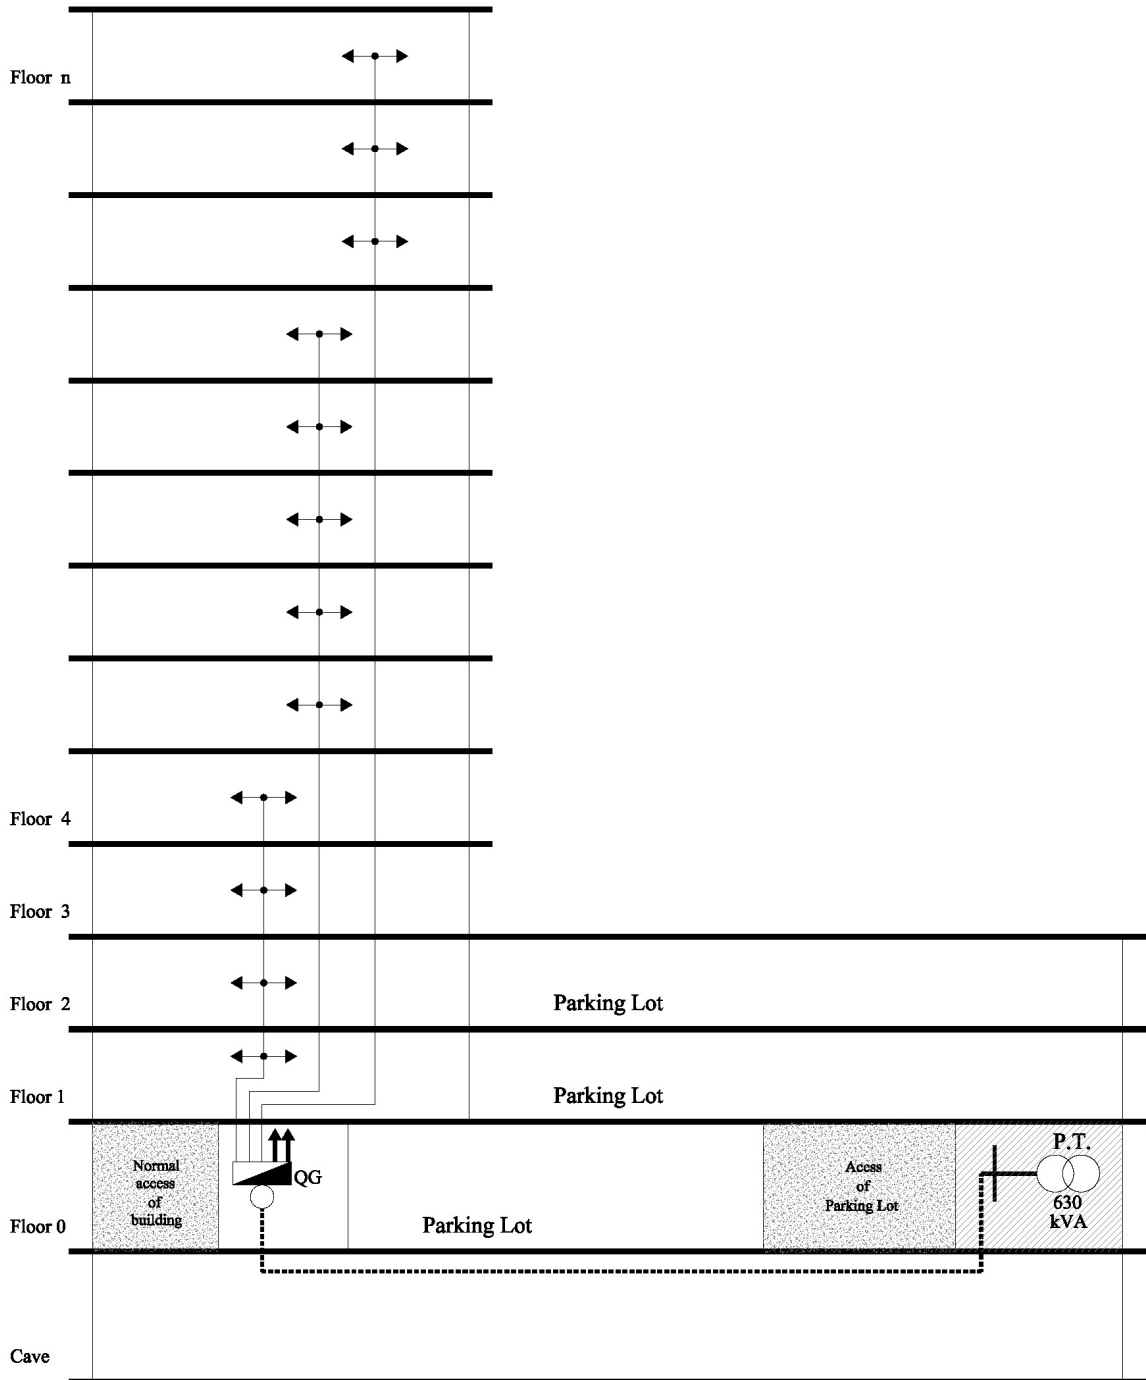 Floor n
Floor 4
Floor 3
Floor 2
Parking Lot
Floor 1
Parking Lot
Normal
access
of
building
QG
Parking Lot
Acess
of
Parking Lot
P.T.
630
kVA
Floor 0
Cave